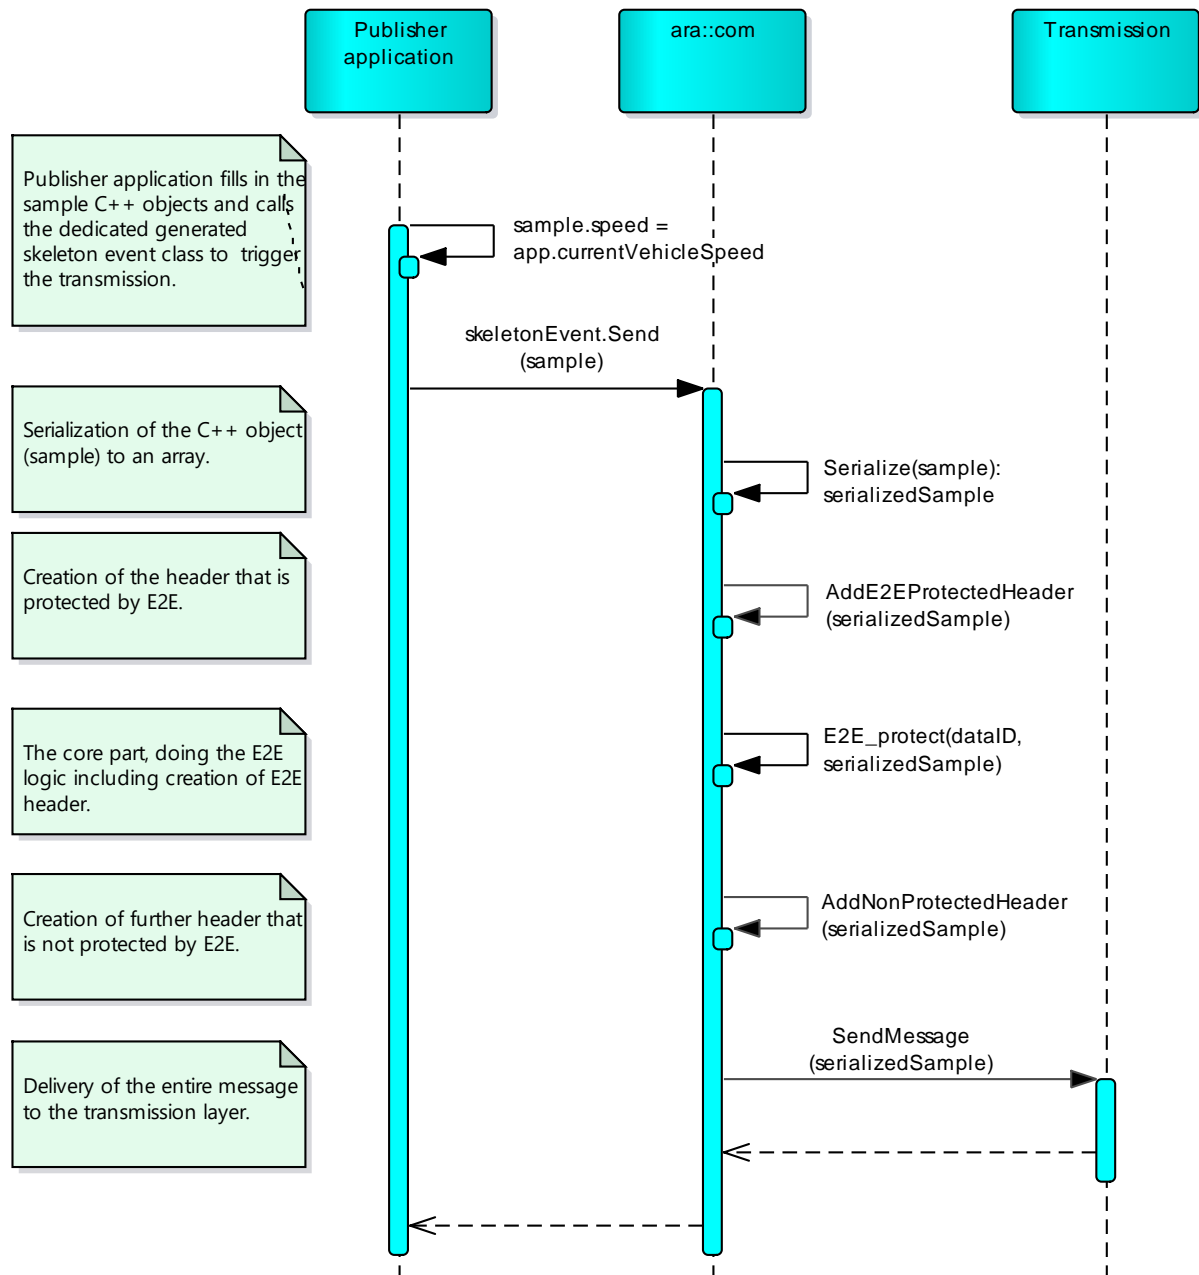 Publisher
application
ara::com
Transmission
Publisher application fills in the
sample C++ objects and calls
the dedicated generated
skeleton event class to  trigger
the transmission.
sample.speed =
app.currentVehicleSpeed
skeletonEvent.Send
(sample)
Serialization of the C++ object
(sample) to an array.
Serialize(sample):
serializedSample
Creation of the header that is
protected by E2E.
AddE2EProtectedHeader
(serializedSample)
The core part, doing the E2E
logic including creation of E2E
header.
E2E_protect(dataID,
serializedSample)
Creation of further header that
is not protected by E2E.
AddNonProtectedHeader
(serializedSample)
SendMessage
(serializedSample)
Delivery of the entire message
to the transmission layer.